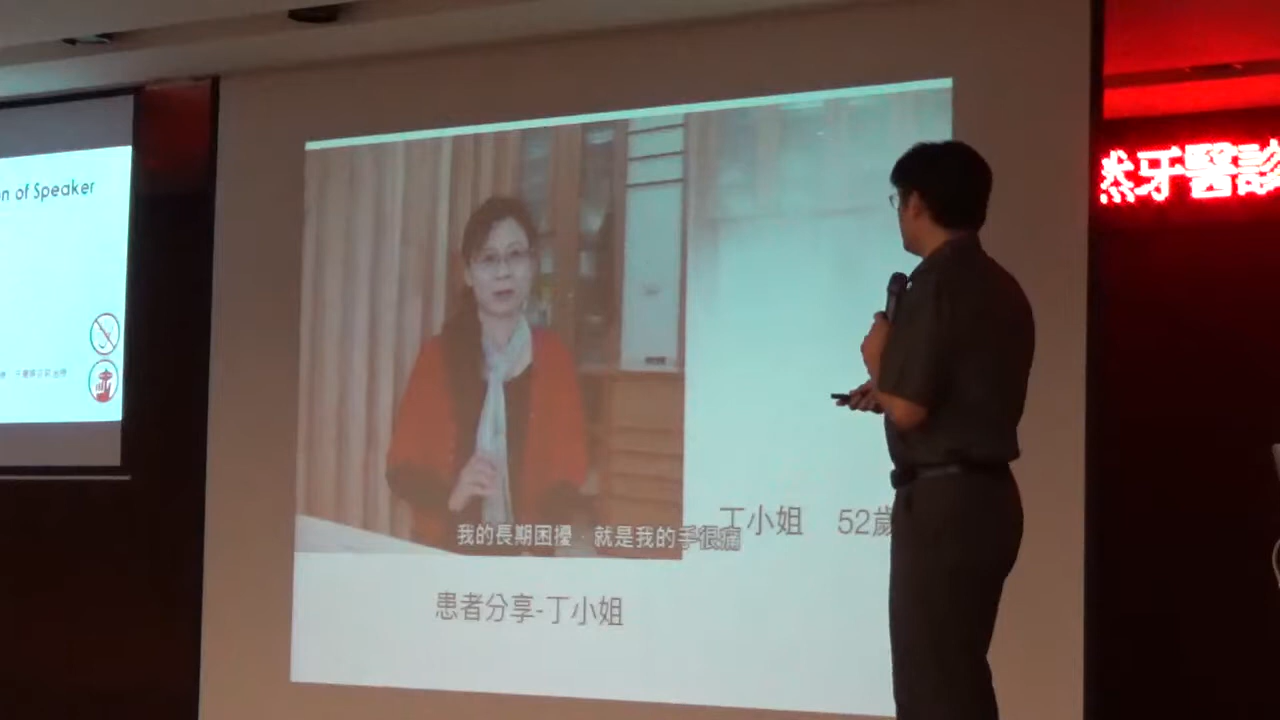 n of Speaker
然牙醫診
丁小姐 52歲
我的長期困擾,就是我的手很痛
患者分享-丁小姐